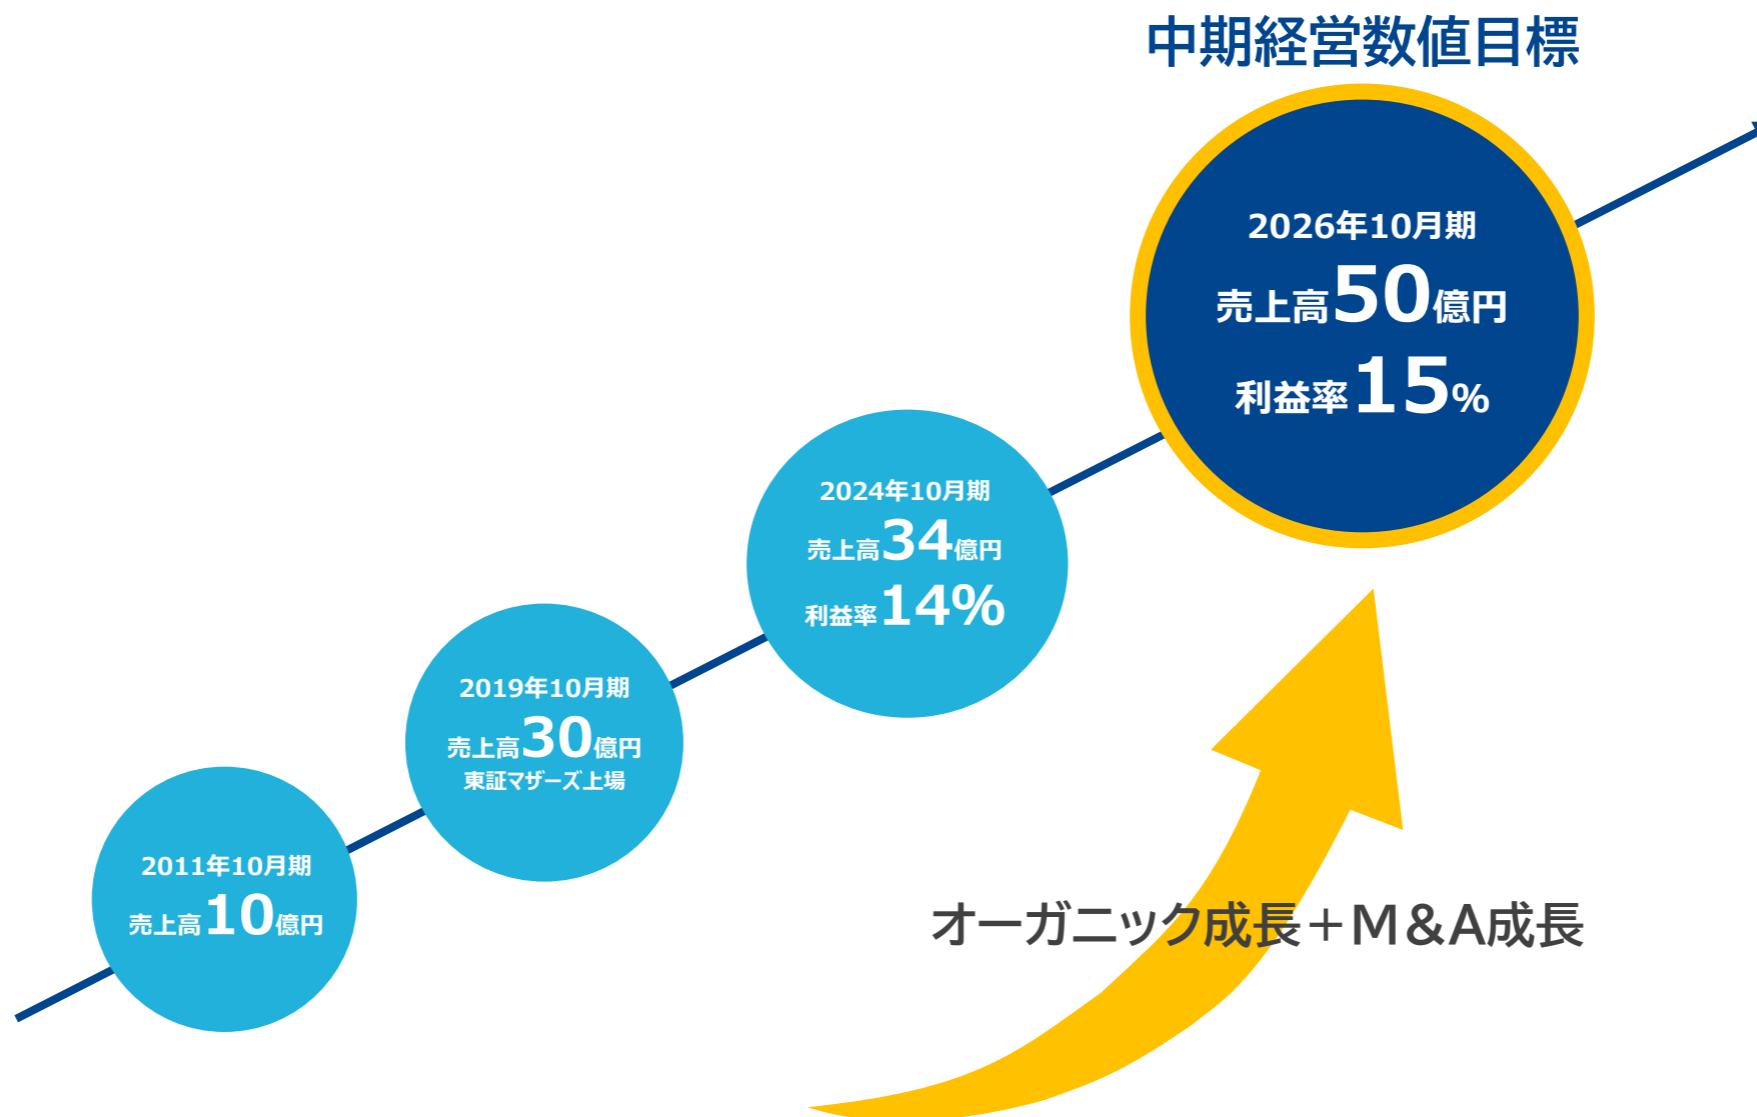 中期経営数値目標
2026年10月期
売上高50億円
利益率15%
2024年10月期
売上高34億円
利益率14%
2019年10月期
売上高30億円
東証マザーズ上場
2011年10月期
売上高10億円
オーガニック成長＋M＆A成長